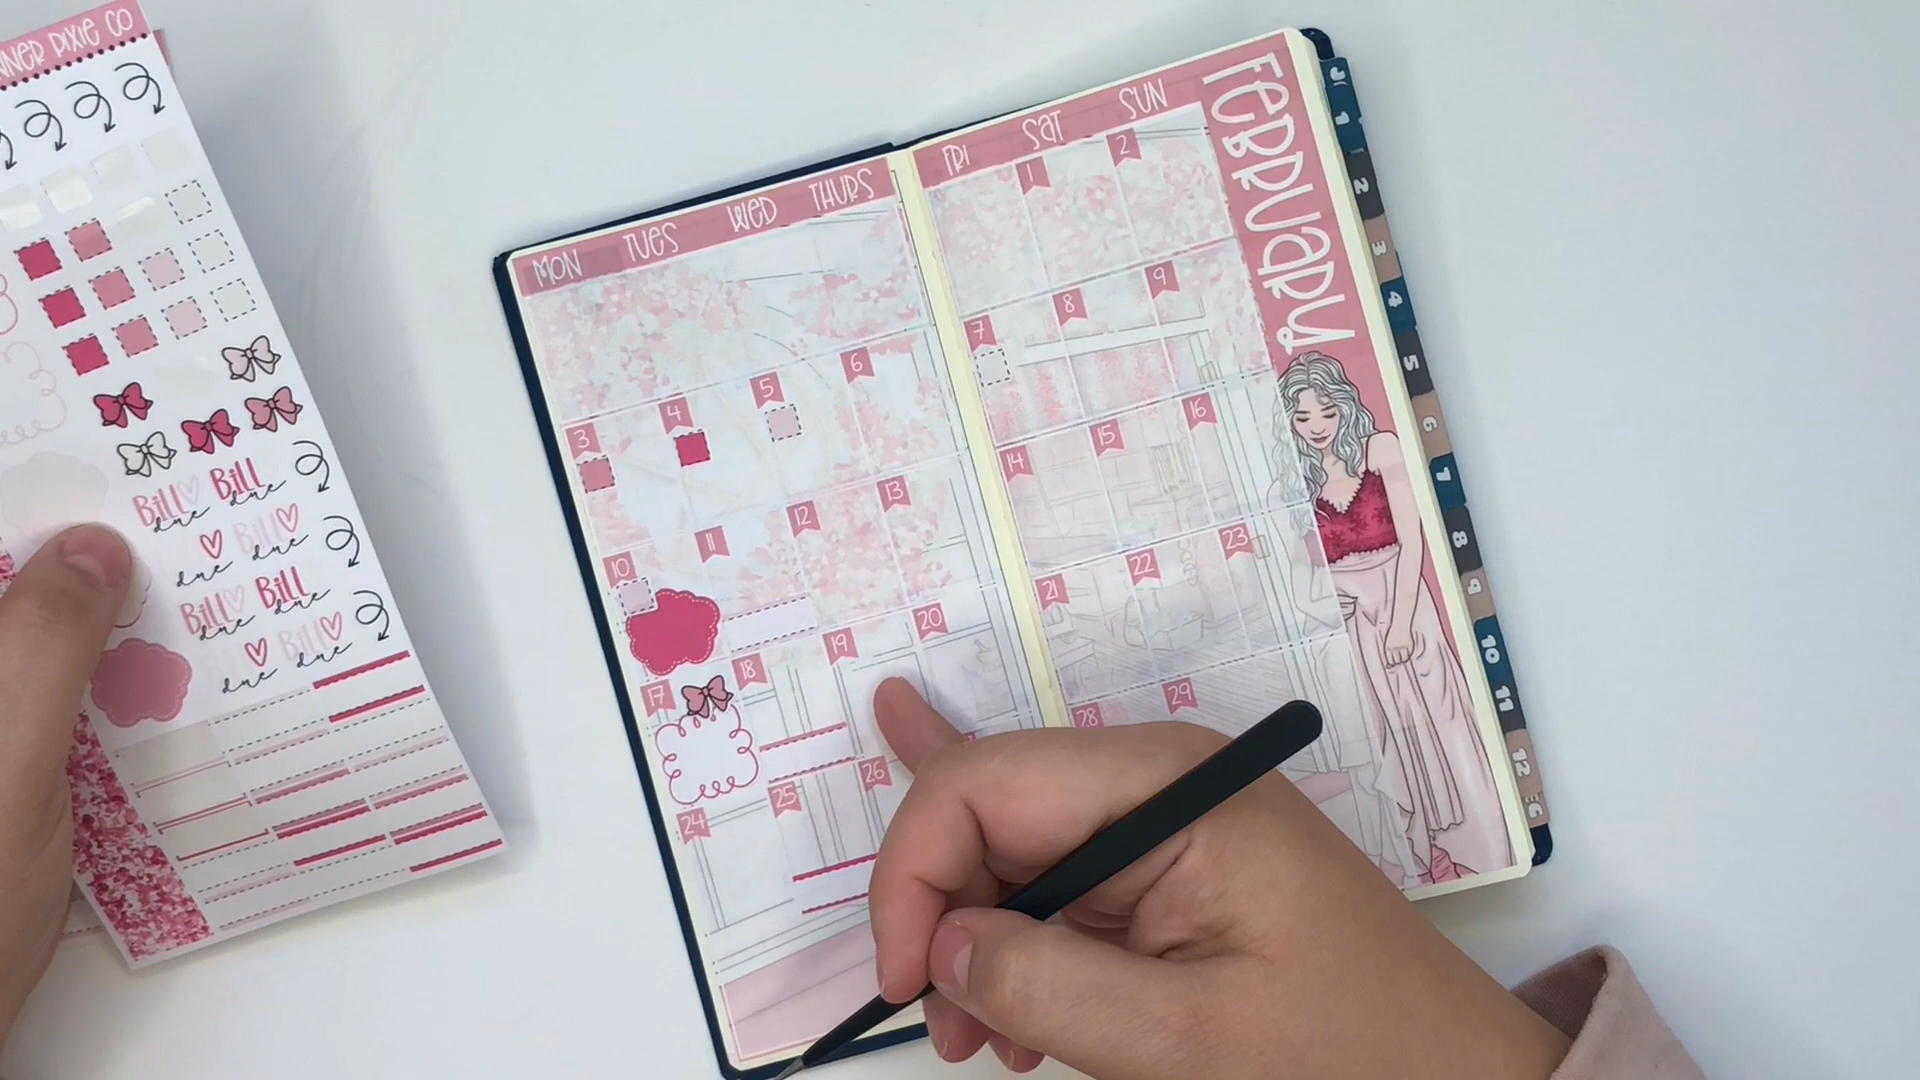 NNER PIXIE CO
Bill due Bill due
due Bill due
Bill due Bill due
due Bill due
MON TUES WED THURS
3 4 5 6
10 11 12 13
17 18 19 20
24 25 26
FRI SAT SUN
1 2
7 8 9
14 15 16
21 22 23
28 29
FEBRUARY
1
2
3
4
5
6
7
8
9
10
11
12